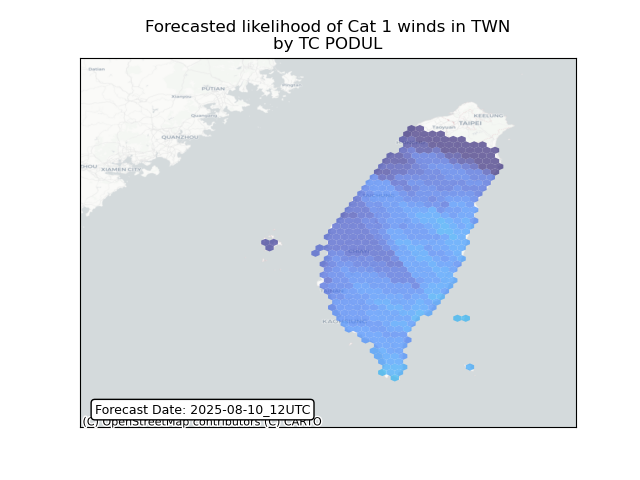 Forecasted likelihood of Cat 1 winds in TWN
by TC PODUL
PUTIAN
QUANZHOU
XIAMEN CITY
KEELUNG
TAIPEI
Forecast Date: 2025-08-10_12UTC
(C) OpenStreetMap contributors (C) CARTO